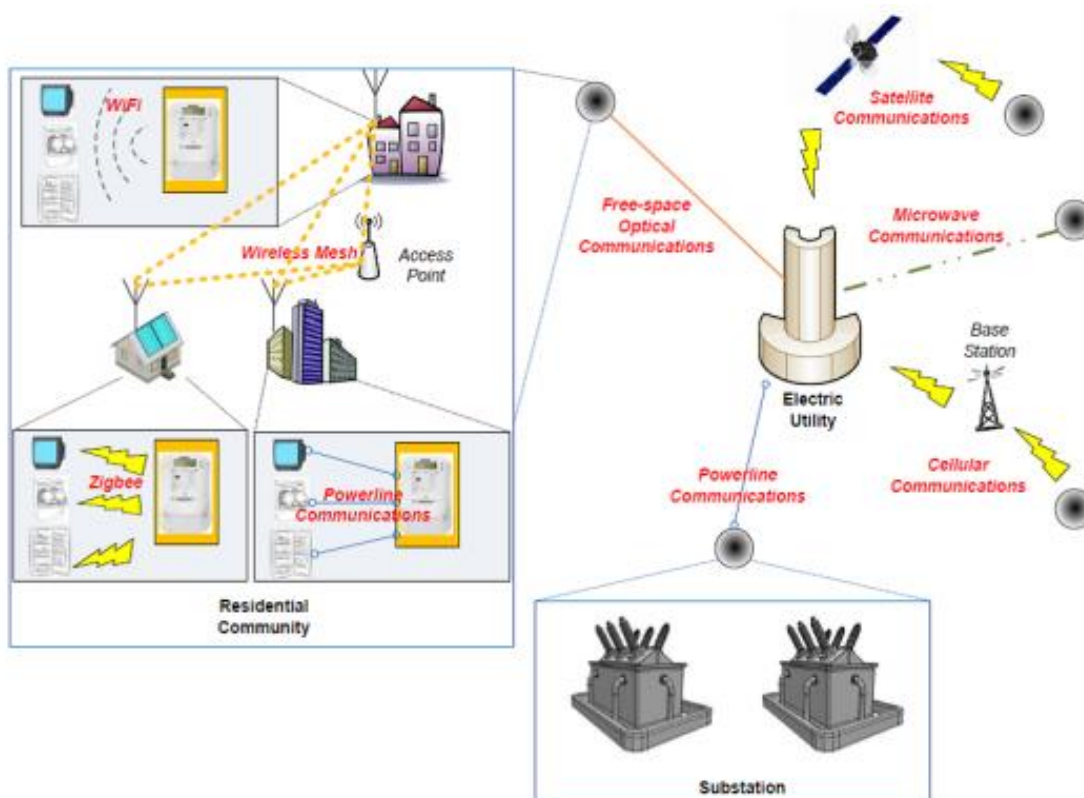 WiFi
Wireless Mesh
Access
Point
Zigbee
Powerline
Communications
Residential
Community
Free-space
Optical
Communications
Satellite
Communications
Microwave
Communications
Base
Station
Electric
Utility
Cellular
Communications
Powerline
Communications
Substation